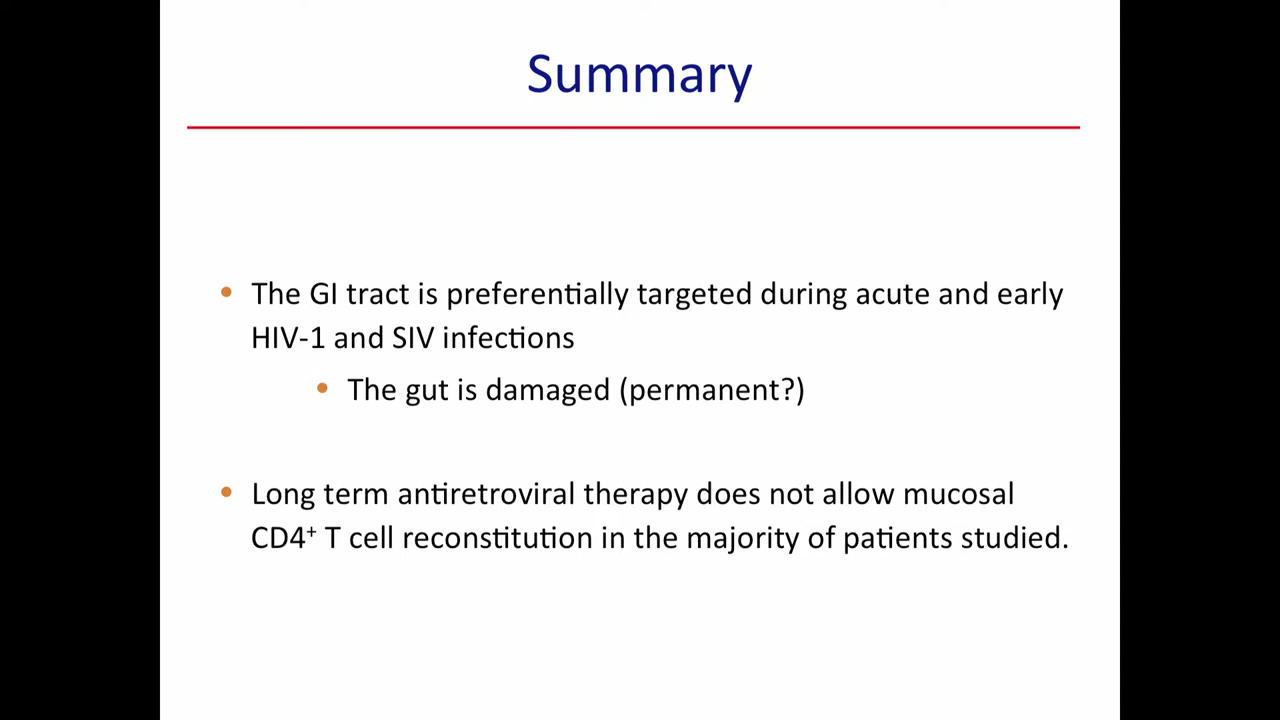 Summary
• The GI tract is preferentially targeted during acute and early
HIV-1 and SIV infections
• The gut is damaged (permanent?)
• Long term antiretroviral therapy does not allow mucosal
CD4⁺ T cell reconstitution in the majority of patients studied.